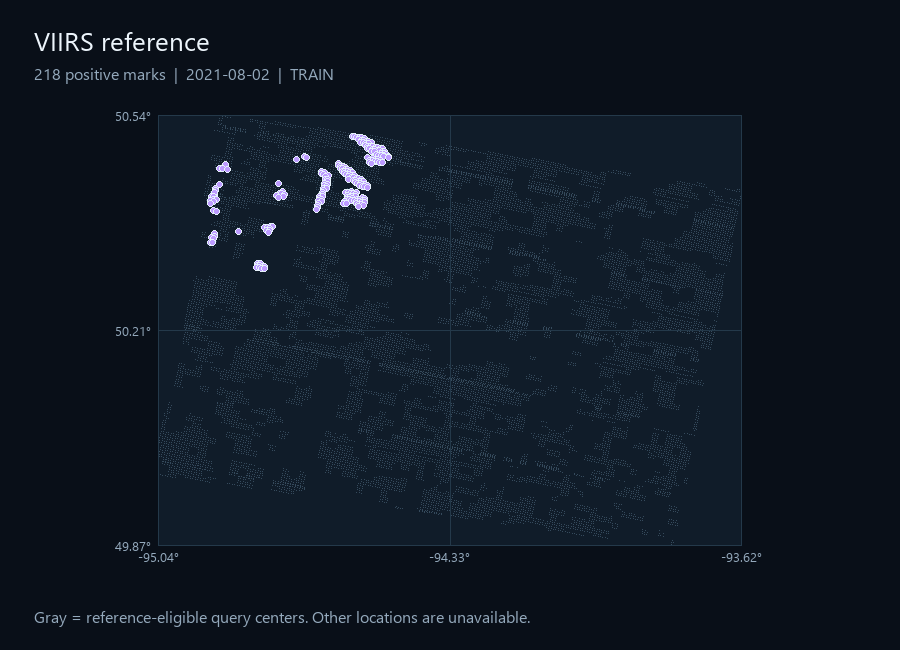 VIIRS reference
218 positive marks | 2021-08-02 | TRAIN
50.54°
50.21°
49.87°
-95.04°
-94.33°
-93.62°
Gray = reference-eligible query centers. Other locations are unavailable.